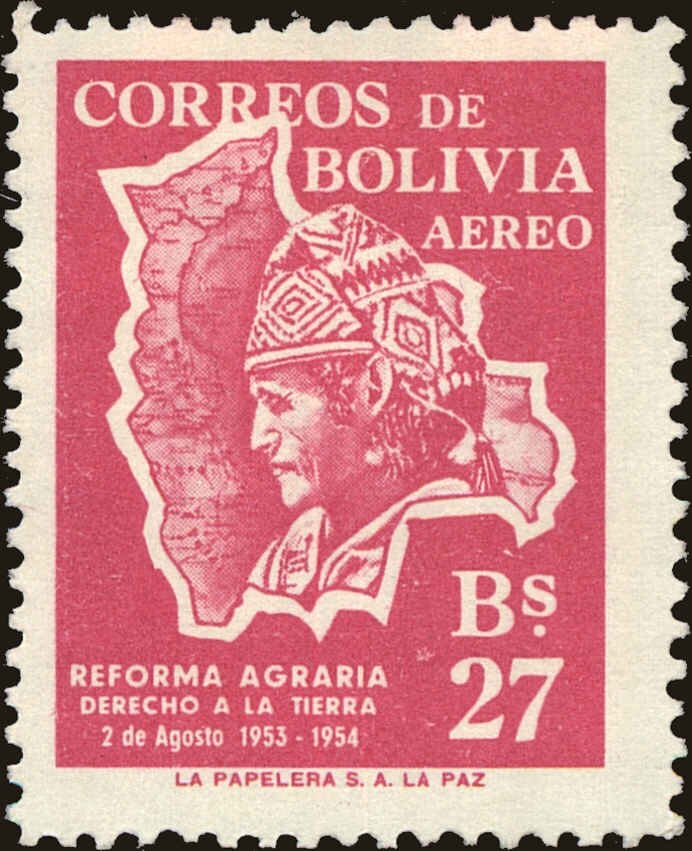 CORREOS DE
BOLIVIA
AEREO
Bs.
27
REFORMA AGRARIA
DERECHO A LA TIERRA
2 de Agosto 1953 - 1954
LA PAPELERA S. A. LA PAZ